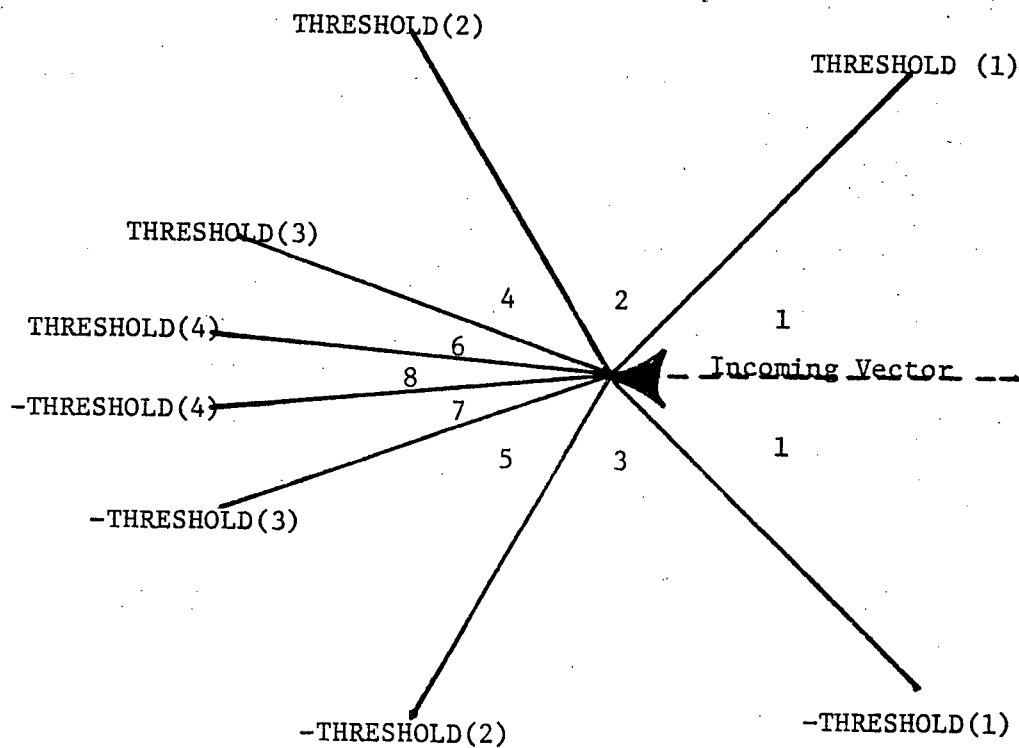 THRESHOLD(2)
THRESHOLD (1)
THRESHOLD(3)
4
2
1
THRESHOLD(4)
6
8
Incoming Vector
-THRESHOLD(4)
7
5
3
1
-THRESHOLD(3)
-THRESHOLD(2)
-THRESHOLD(1)